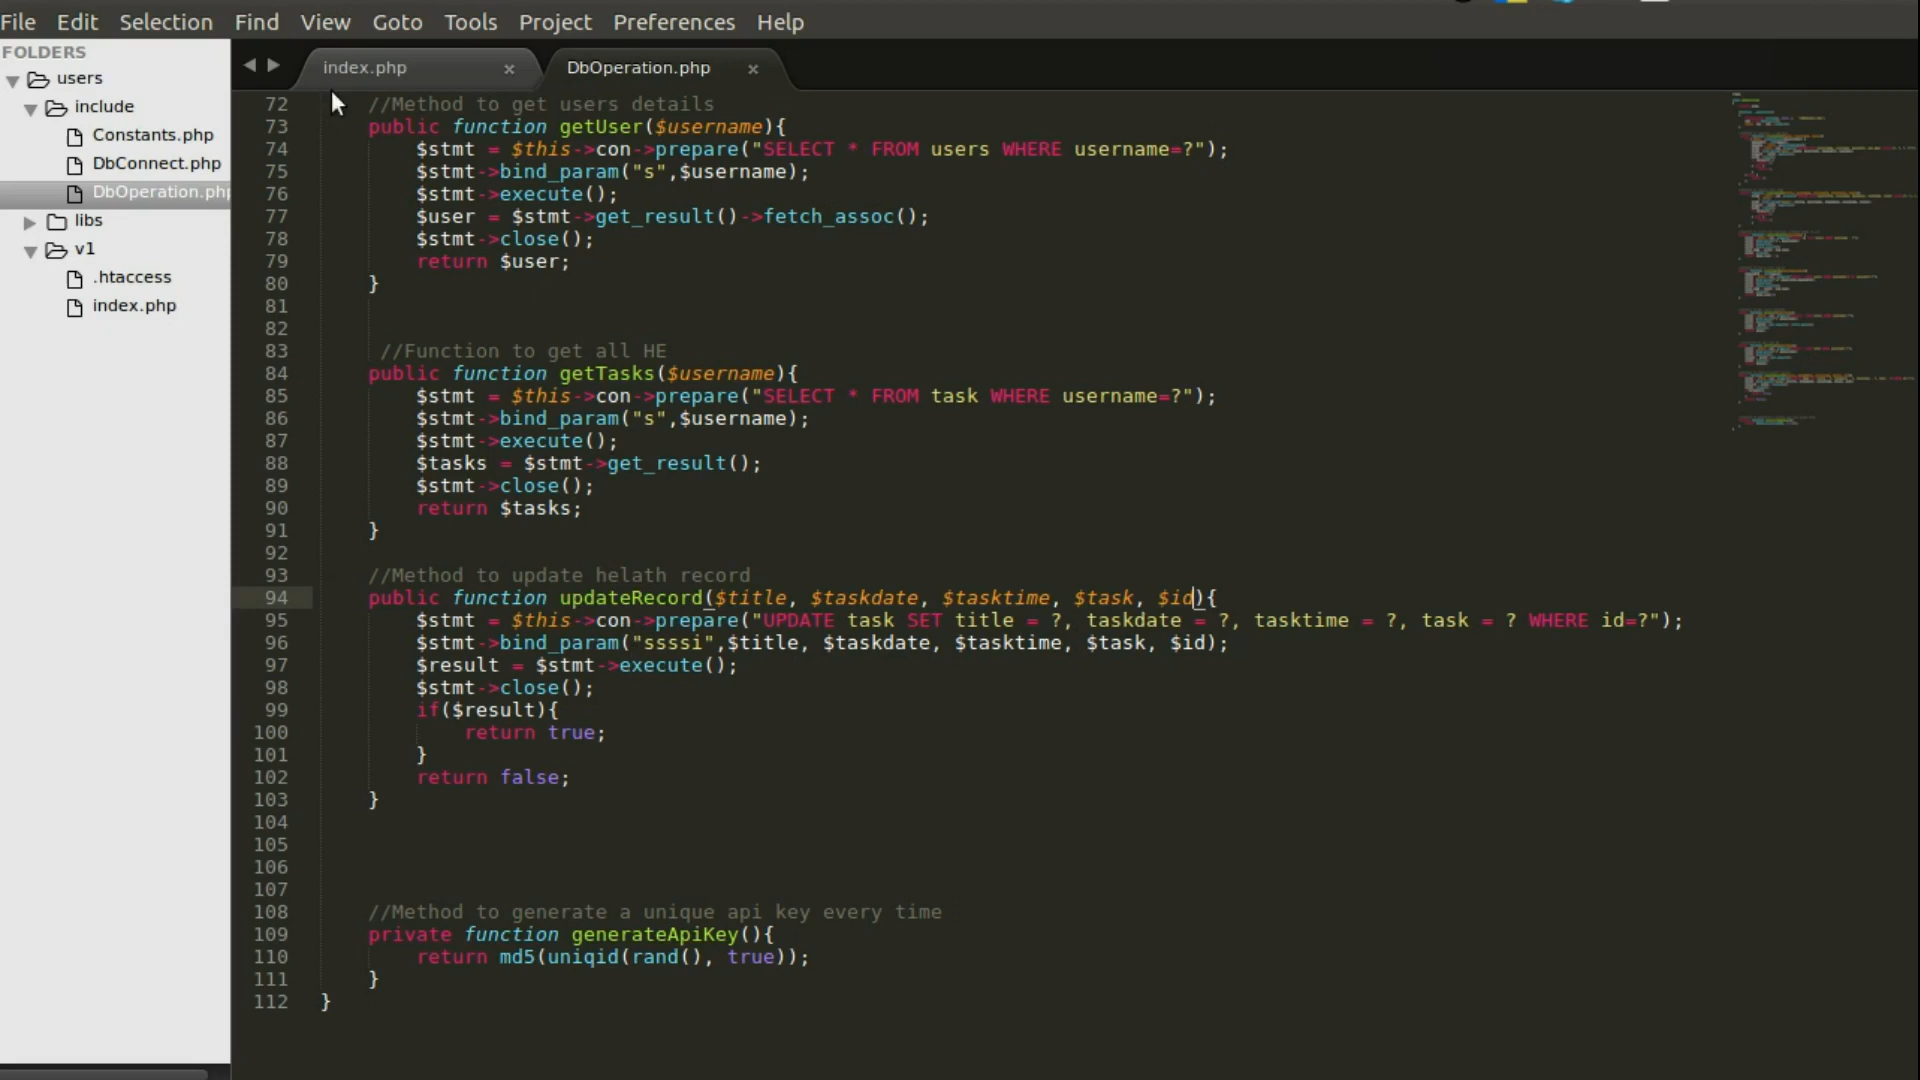 File Edit Selection Find View Goto Tools Project Preferences Help
FOLDERS
users
include
Constants.php
DbConnect.php
DbOperation.php
libs
v1
.htaccess
index.php
index.php × DbOperation.php ×
72 //Method to get users details
73 public function getUser($username){
74 $stmt = $this->con->prepare("SELECT * FROM users WHERE username=?");
75 $stmt->bind_param("s",$username);
76 $stmt->execute();
77 $user = $stmt->get_result()->fetch_assoc();
78 $stmt->close();
79 return $user;
80 }
81
82
83 //Function to get all HE
84 public function getTasks($username){
85 $stmt = $this->con->prepare("SELECT * FROM task WHERE username=?");
86 $stmt->bind_param("s",$username);
87 $stmt->execute();
88 $tasks = $stmt->get_result();
89 $stmt->close();
90 return $tasks;
91 }
92
93 //Method to update helath record
94 public function updateRecord($title, $taskdate, $tasktime, $task, $id){
95 $stmt = $this->con->prepare("UPDATE task SET title = ?, taskdate = ?, tasktime = ?, task = ? WHERE id=?");
96 $stmt->bind_param("ssssi",$title, $taskdate, $tasktime, $task, $id);
97 $result = $stmt->execute();
98 $stmt->close();
99 if($result){
100 return true;
101 }
102 return false;
103 }
104
105
106
107
108 //Method to generate a unique api key every time
109 private function generateApiKey(){
110 return md5(uniqid(rand(), true));
111 }
112 }